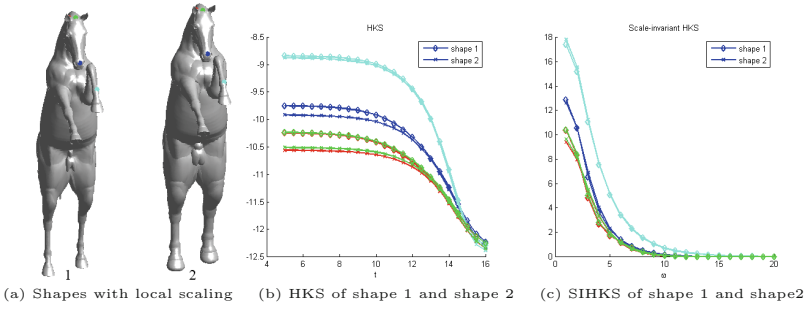 1
2
(a) Shapes with local scaling
HKS
shape 1
shape 2
-8.5
-9
-9.5
-10
-10.5
-11
-11.5
-12
-12.5
4 6 8 10 12 14 16
t
(b) HKS of shape 1 and shape 2
Scale-invariant HKS
shape 1
shape 2
18
16
14
12
10
8
6
4
2
0
0 5 10 15 20
ω
(c) SIHKS of shape 1 and shape2